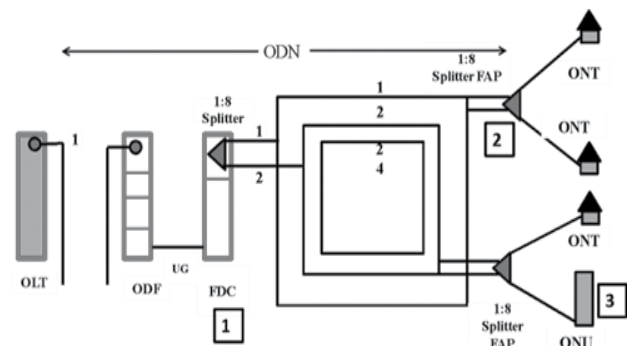 ODN
1:8
Splitter FAP
ONT
1:8
Splitter
1
1
2
2
1
2
4
2
ONT
OLT
ODF
UG
FDC
1
ONT
1:8
Splitter
FAP
3
ONU